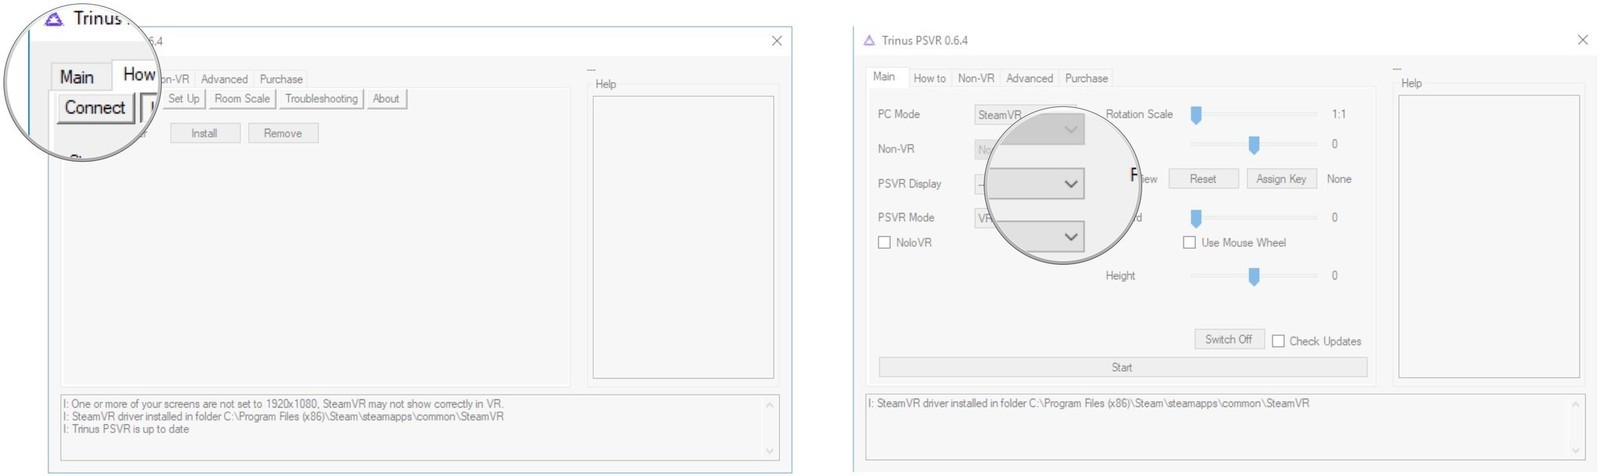 Trinus
6.4
Main
How
on-VR
Advanced
Purchase
Connect
Set Up
Room Scale
Troubleshooting
About
Install
Remove
---
Help
I: One or more of your screens are not set to 1920x1080, SteamVR may not show correctly in VR.
I: SteamVR driver installed in folder C:\Program Files (x86)\Steam\steamapps\common\SteamVR
I: Trinus PSVR is up to date
Trinus PSVR 0.6.4
Main
How to
Non-VR
Advanced
Purchase
---
Help
PC Mode
SteamVR
Rotation Scale
1:1
Non-VR
No
0
PSVR Display
--
F
iew
Reset
Assign Key
None
PSVR Mode
VR
d
0
NoloVR
Use Mouse Wheel
Height
0
Switch Off
Check Updates
Start
I: SteamVR driver installed in folder C:\Program Files (x86)\Steam\steamapps\common\SteamVR